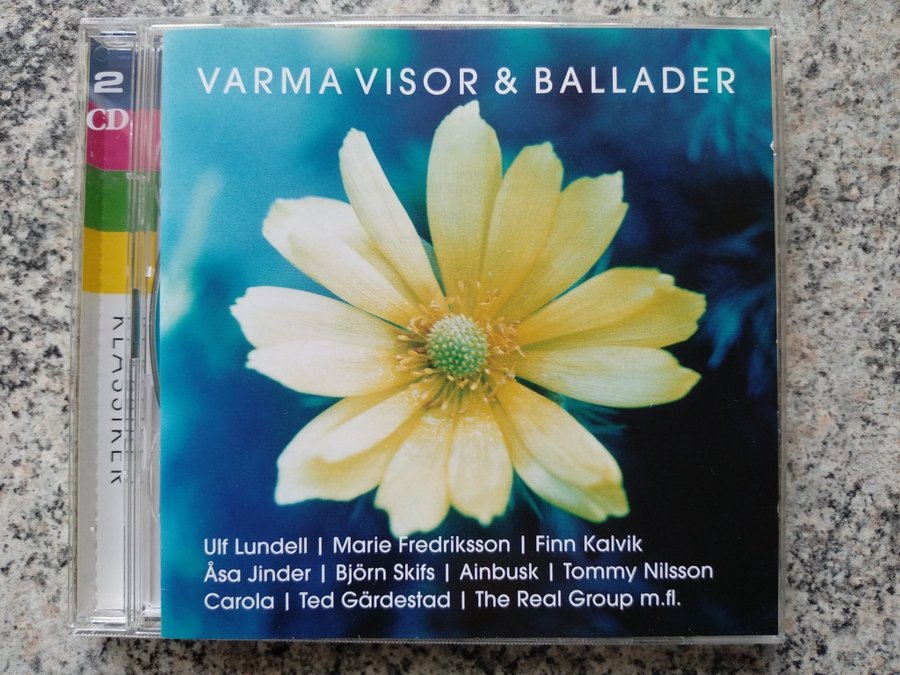 VARMA VISOR & BALLADER
2
CD
KLASSIKER
Ulf Lundell | Marie Fredriksson | Finn Kalvik
Åsa Jinder | Björn Skifs | Ainbusk | Tommy Nilsson
Carola | Ted Gärdestad | The Real Group m.fl.